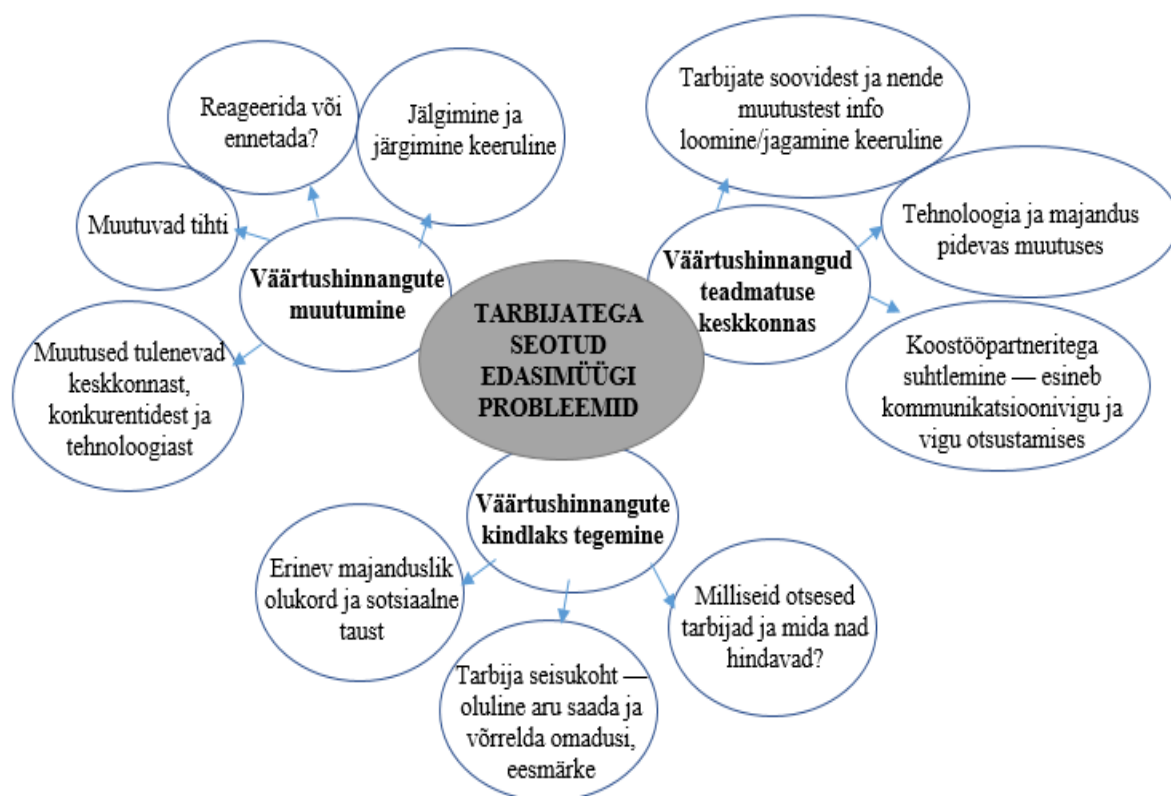 Reageerida või
ennetada?
Jälgimine ja
järgimine keeruline
Muutuvad tihti
Väärtushinnangute
muutumine
Muutused tulenevad
keskkonnast,
konkurentidest ja
tehnoloogiast
Tarbijate soovidest ja nende
muutustest info
loomine/jagamine keeruline
Tehnoloogia ja majandus
pidevas muutuses
Väärtushinnangud
teadmatuse
keskkonnas
Koostööpartneritega
suhtlemine — esineb
kommunikatsioonivigu ja
vigu otsustamises
TARBIJATEGA
SEOTUD
EDASIMÜÜGI
PROBLEEMID
Väärtushinnangute
kindlaks tegemine
Erinev majanduslik
olukord ja sotsiaalne
taust
Tarbija seisukoht —
oluline aru saada ja
võrrelda omadusi,
eesmärke
Milliseid otsesed
tarbijad ja mida nad
hindavad?